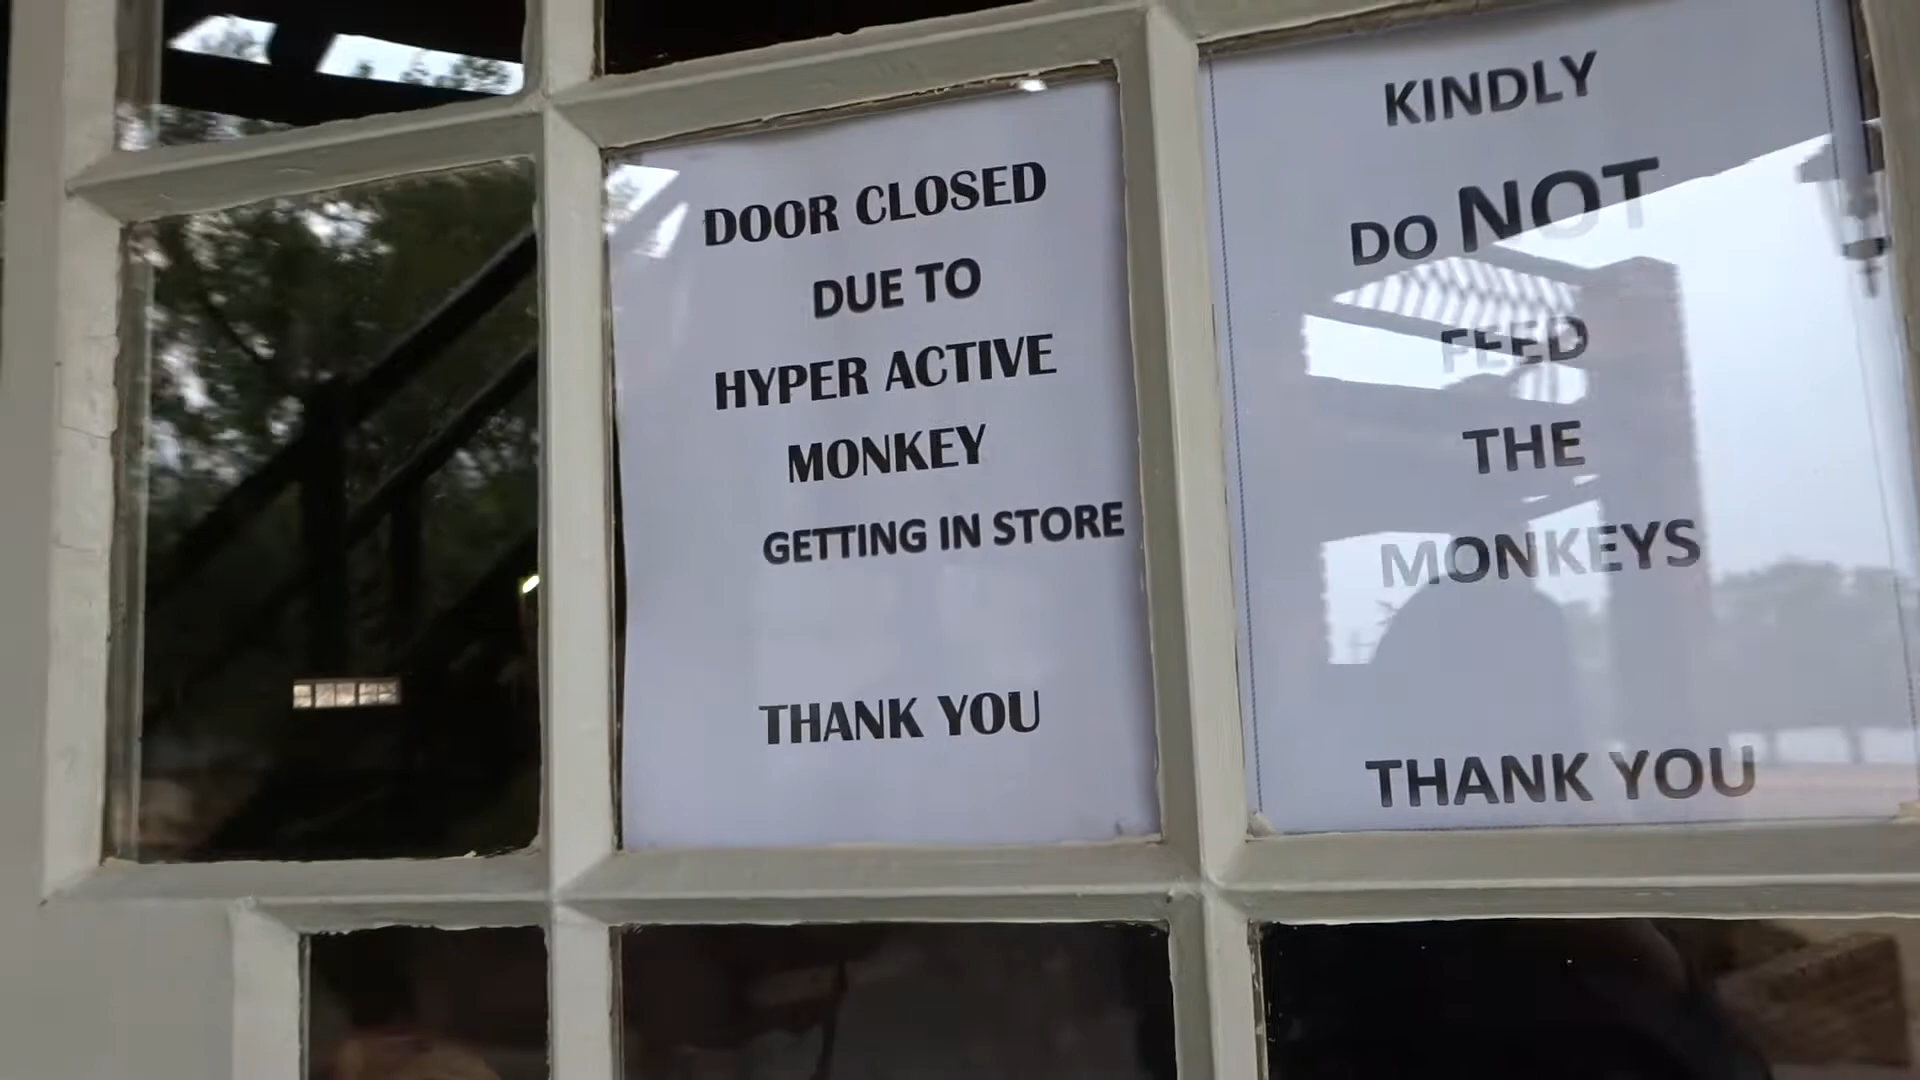 DOOR CLOSED
DUE TO
HYPER ACTIVE
MONKEY
GETTING IN STORE
THANK YOU
KINDLY
DO NOT
FEED
THE
MONKEYS
THANK YOU